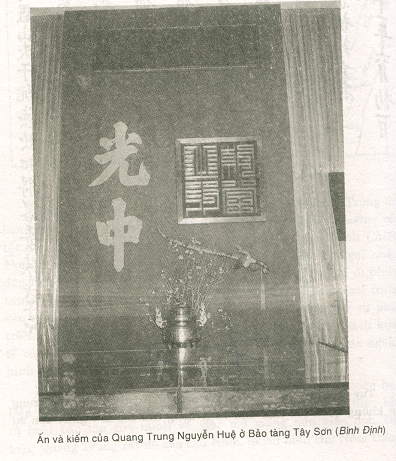 光
中
Ấn và kiếm của Quang Trung Nguyễn Huệ ở Bảo tàng Tây Sơn (Bình Định)